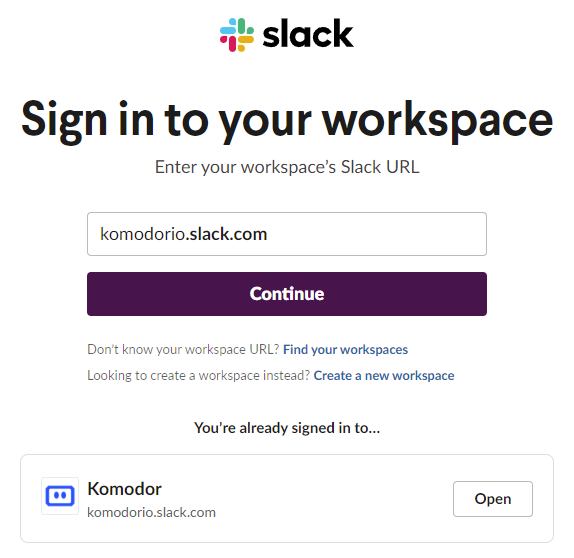 slack
Sign in to your workspace
Enter your workspace’s Slack URL
komodorio.slack.com
Continue
Don’t know your workspace URL? Find your workspaces
Looking to create a workspace instead? Create a new workspace
You’re already signed in to…
Komodor
komodorio.slack.com
Open